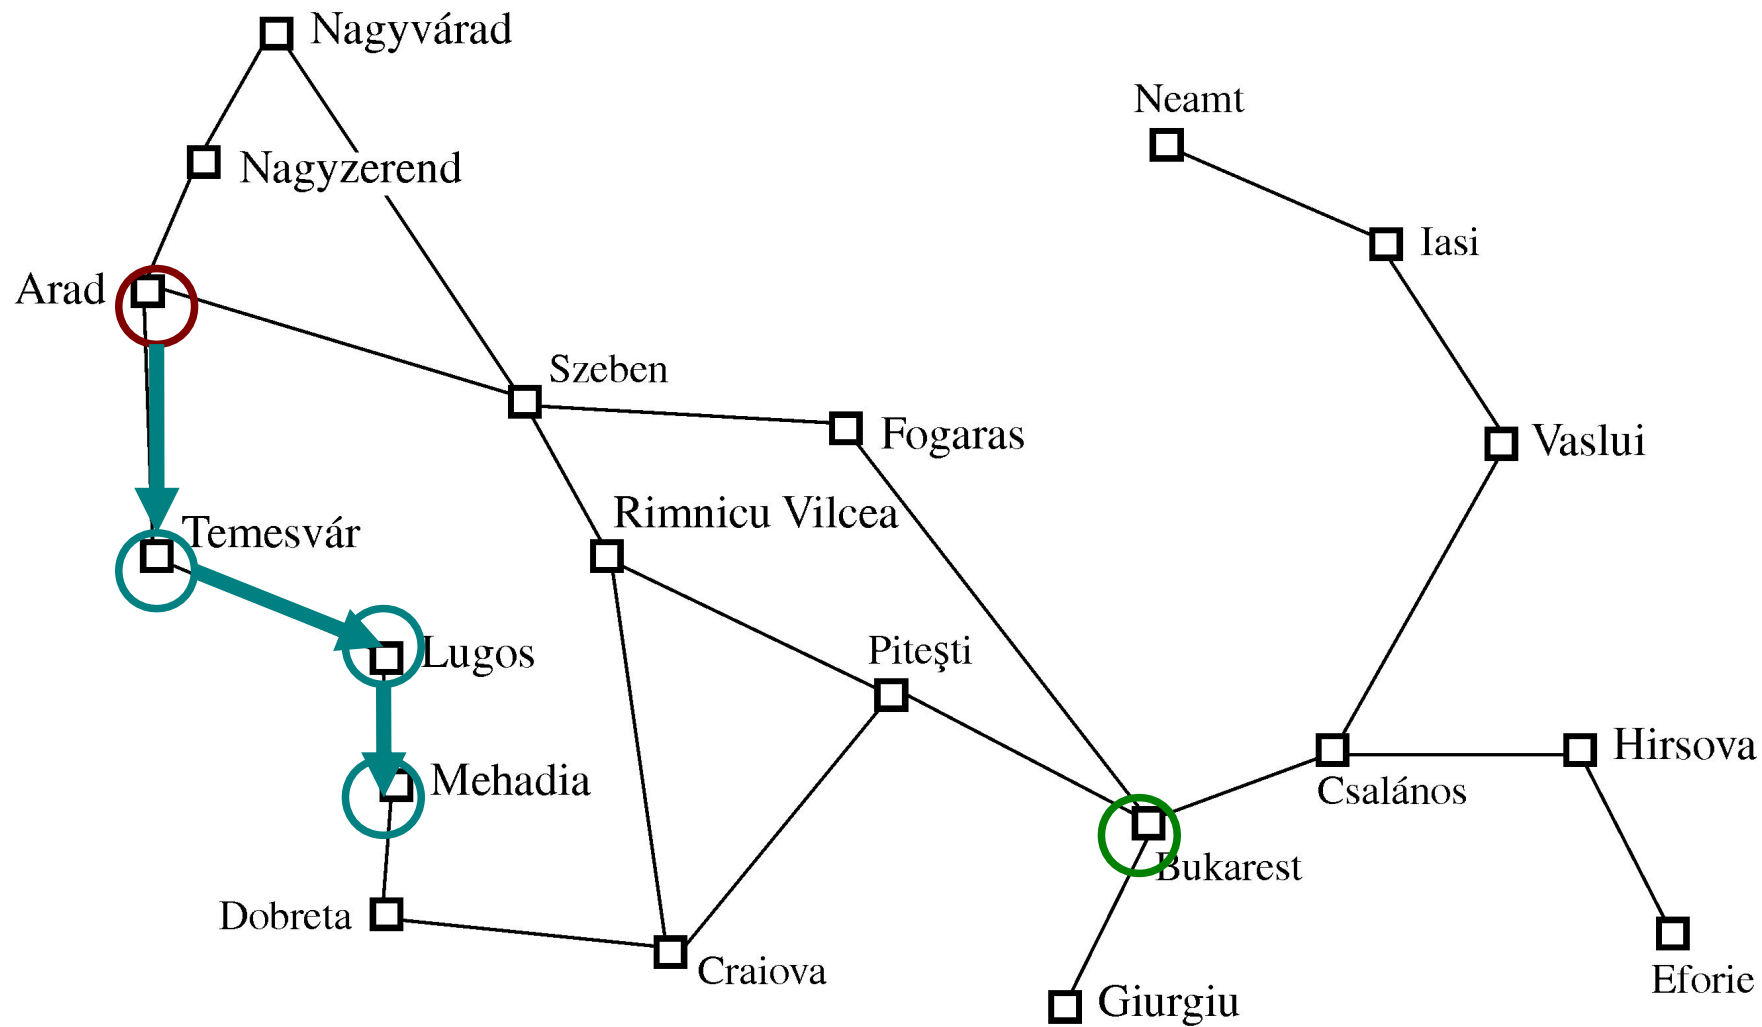 Nagyvárad
Neamt
Nagyzerend
Iasi
Arad
Szeben
Fogaras
Vaslui
Rimnicu Vilcea
Temesvár
Lugos
Piteşti
Hirsova
Mehadia
Csalános
Bukarest
Dobreta
Craiova
Eforie
Giurgiu